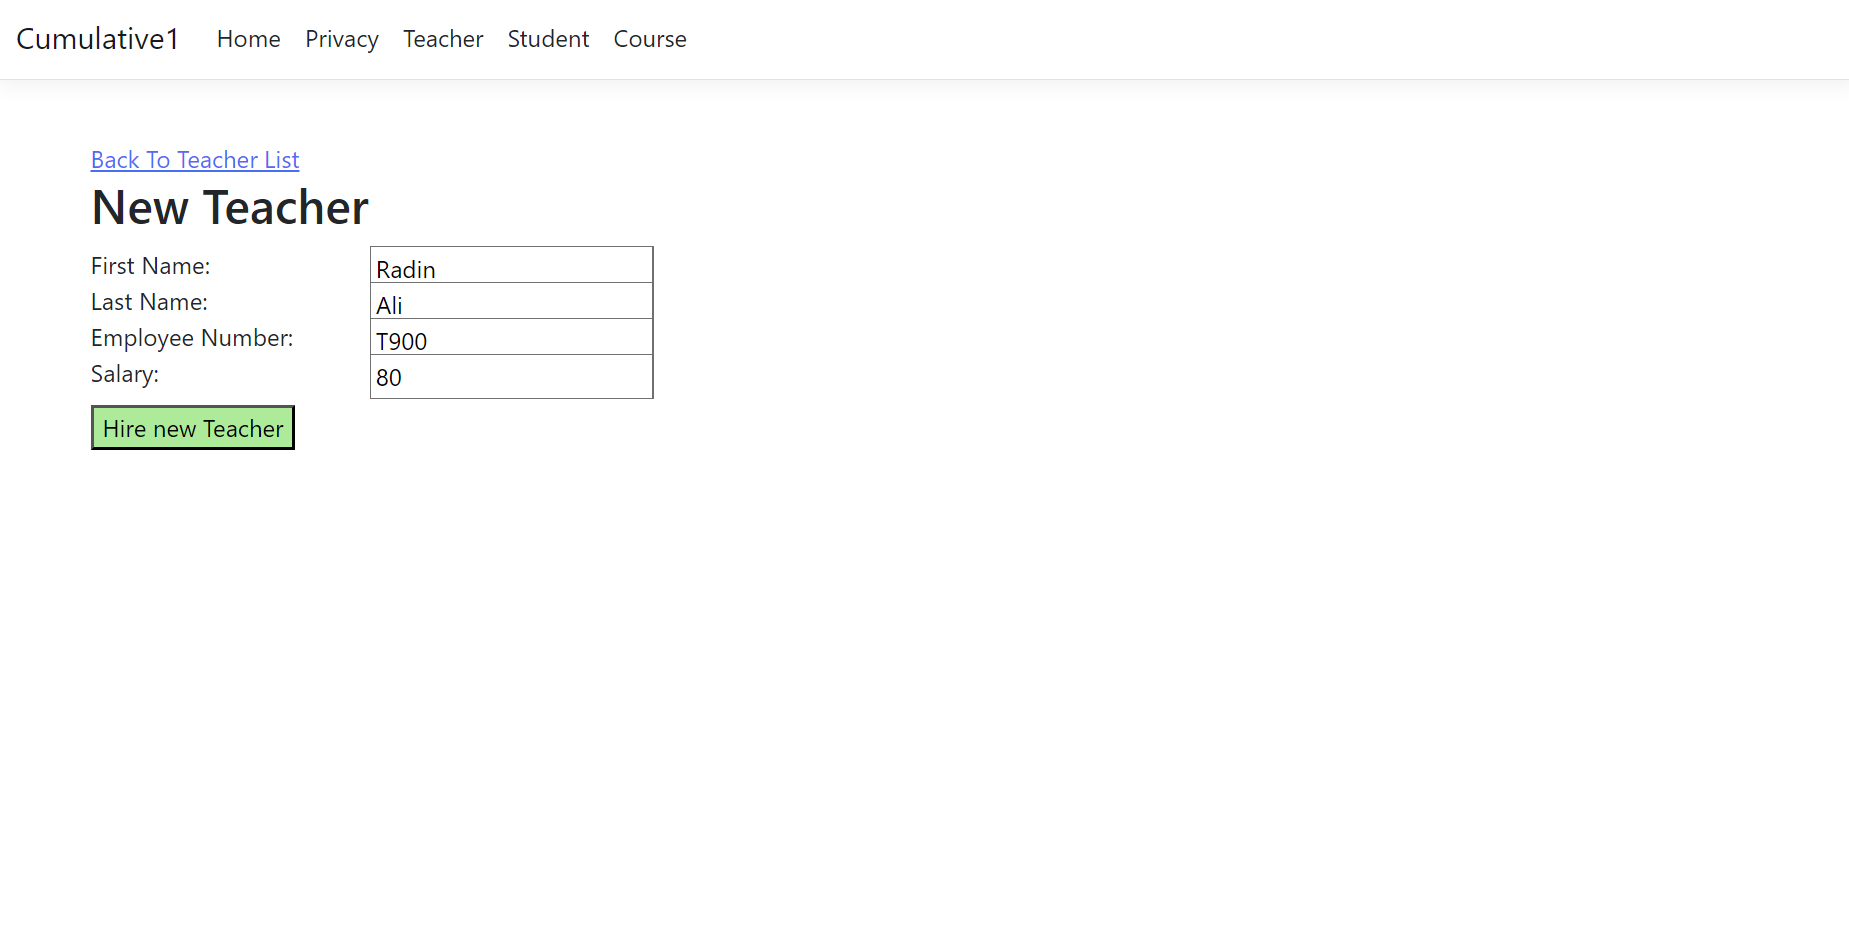 Cumulative1 Home Privacy Teacher Student Course
Back To Teacher List
New Teacher
First Name: Radin
Last Name: Ali
Employee Number: T900
Salary: 80
Hire new Teacher